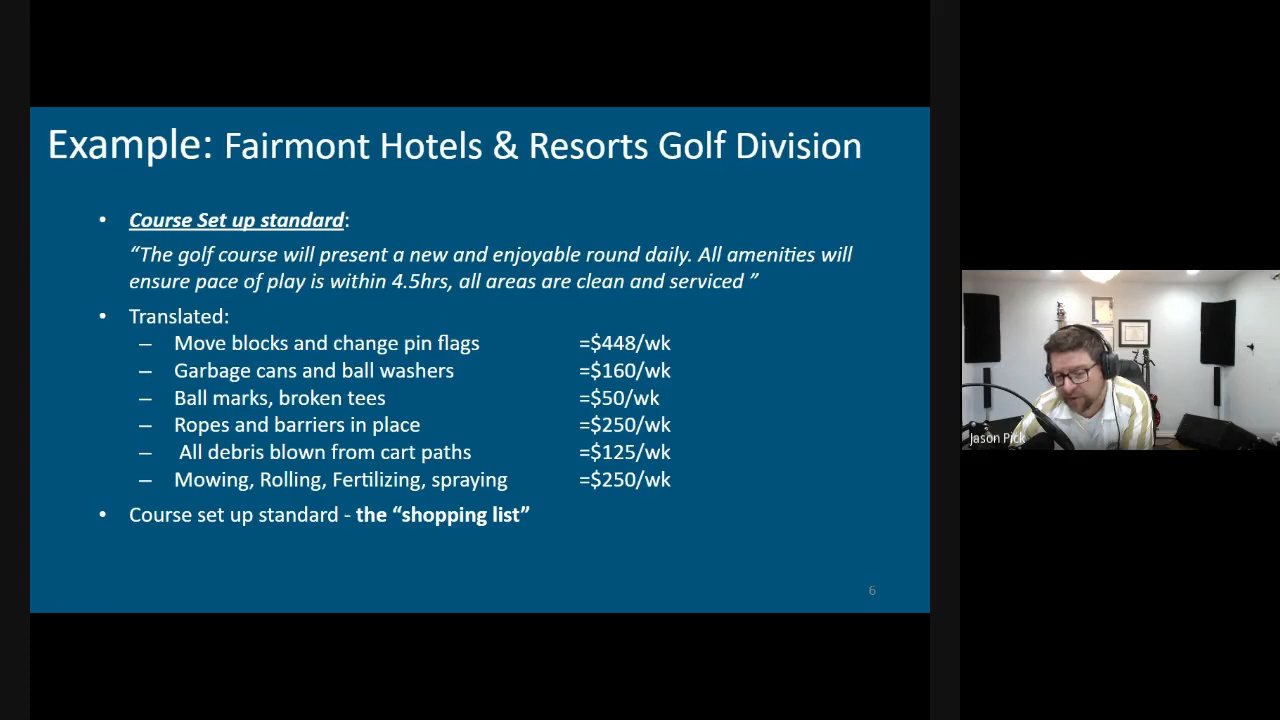 Example: Fairmont Hotels & Resorts Golf Division
• Course Set up standard:
“The golf course will present a new and enjoyable round daily. All amenities will
ensure pace of play is within 4.5hrs, all areas are clean and serviced ”
• Translated:
– Move blocks and change pin flags =$448/wk
– Garbage cans and ball washers =$160/wk
– Ball marks, broken tees =$50/wk
– Ropes and barriers in place =$250/wk
– All debris blown from cart paths =$125/wk
– Mowing, Rolling, Fertilizing, spraying =$250/wk
• Course set up standard - the “shopping list”
6
Jason Pick